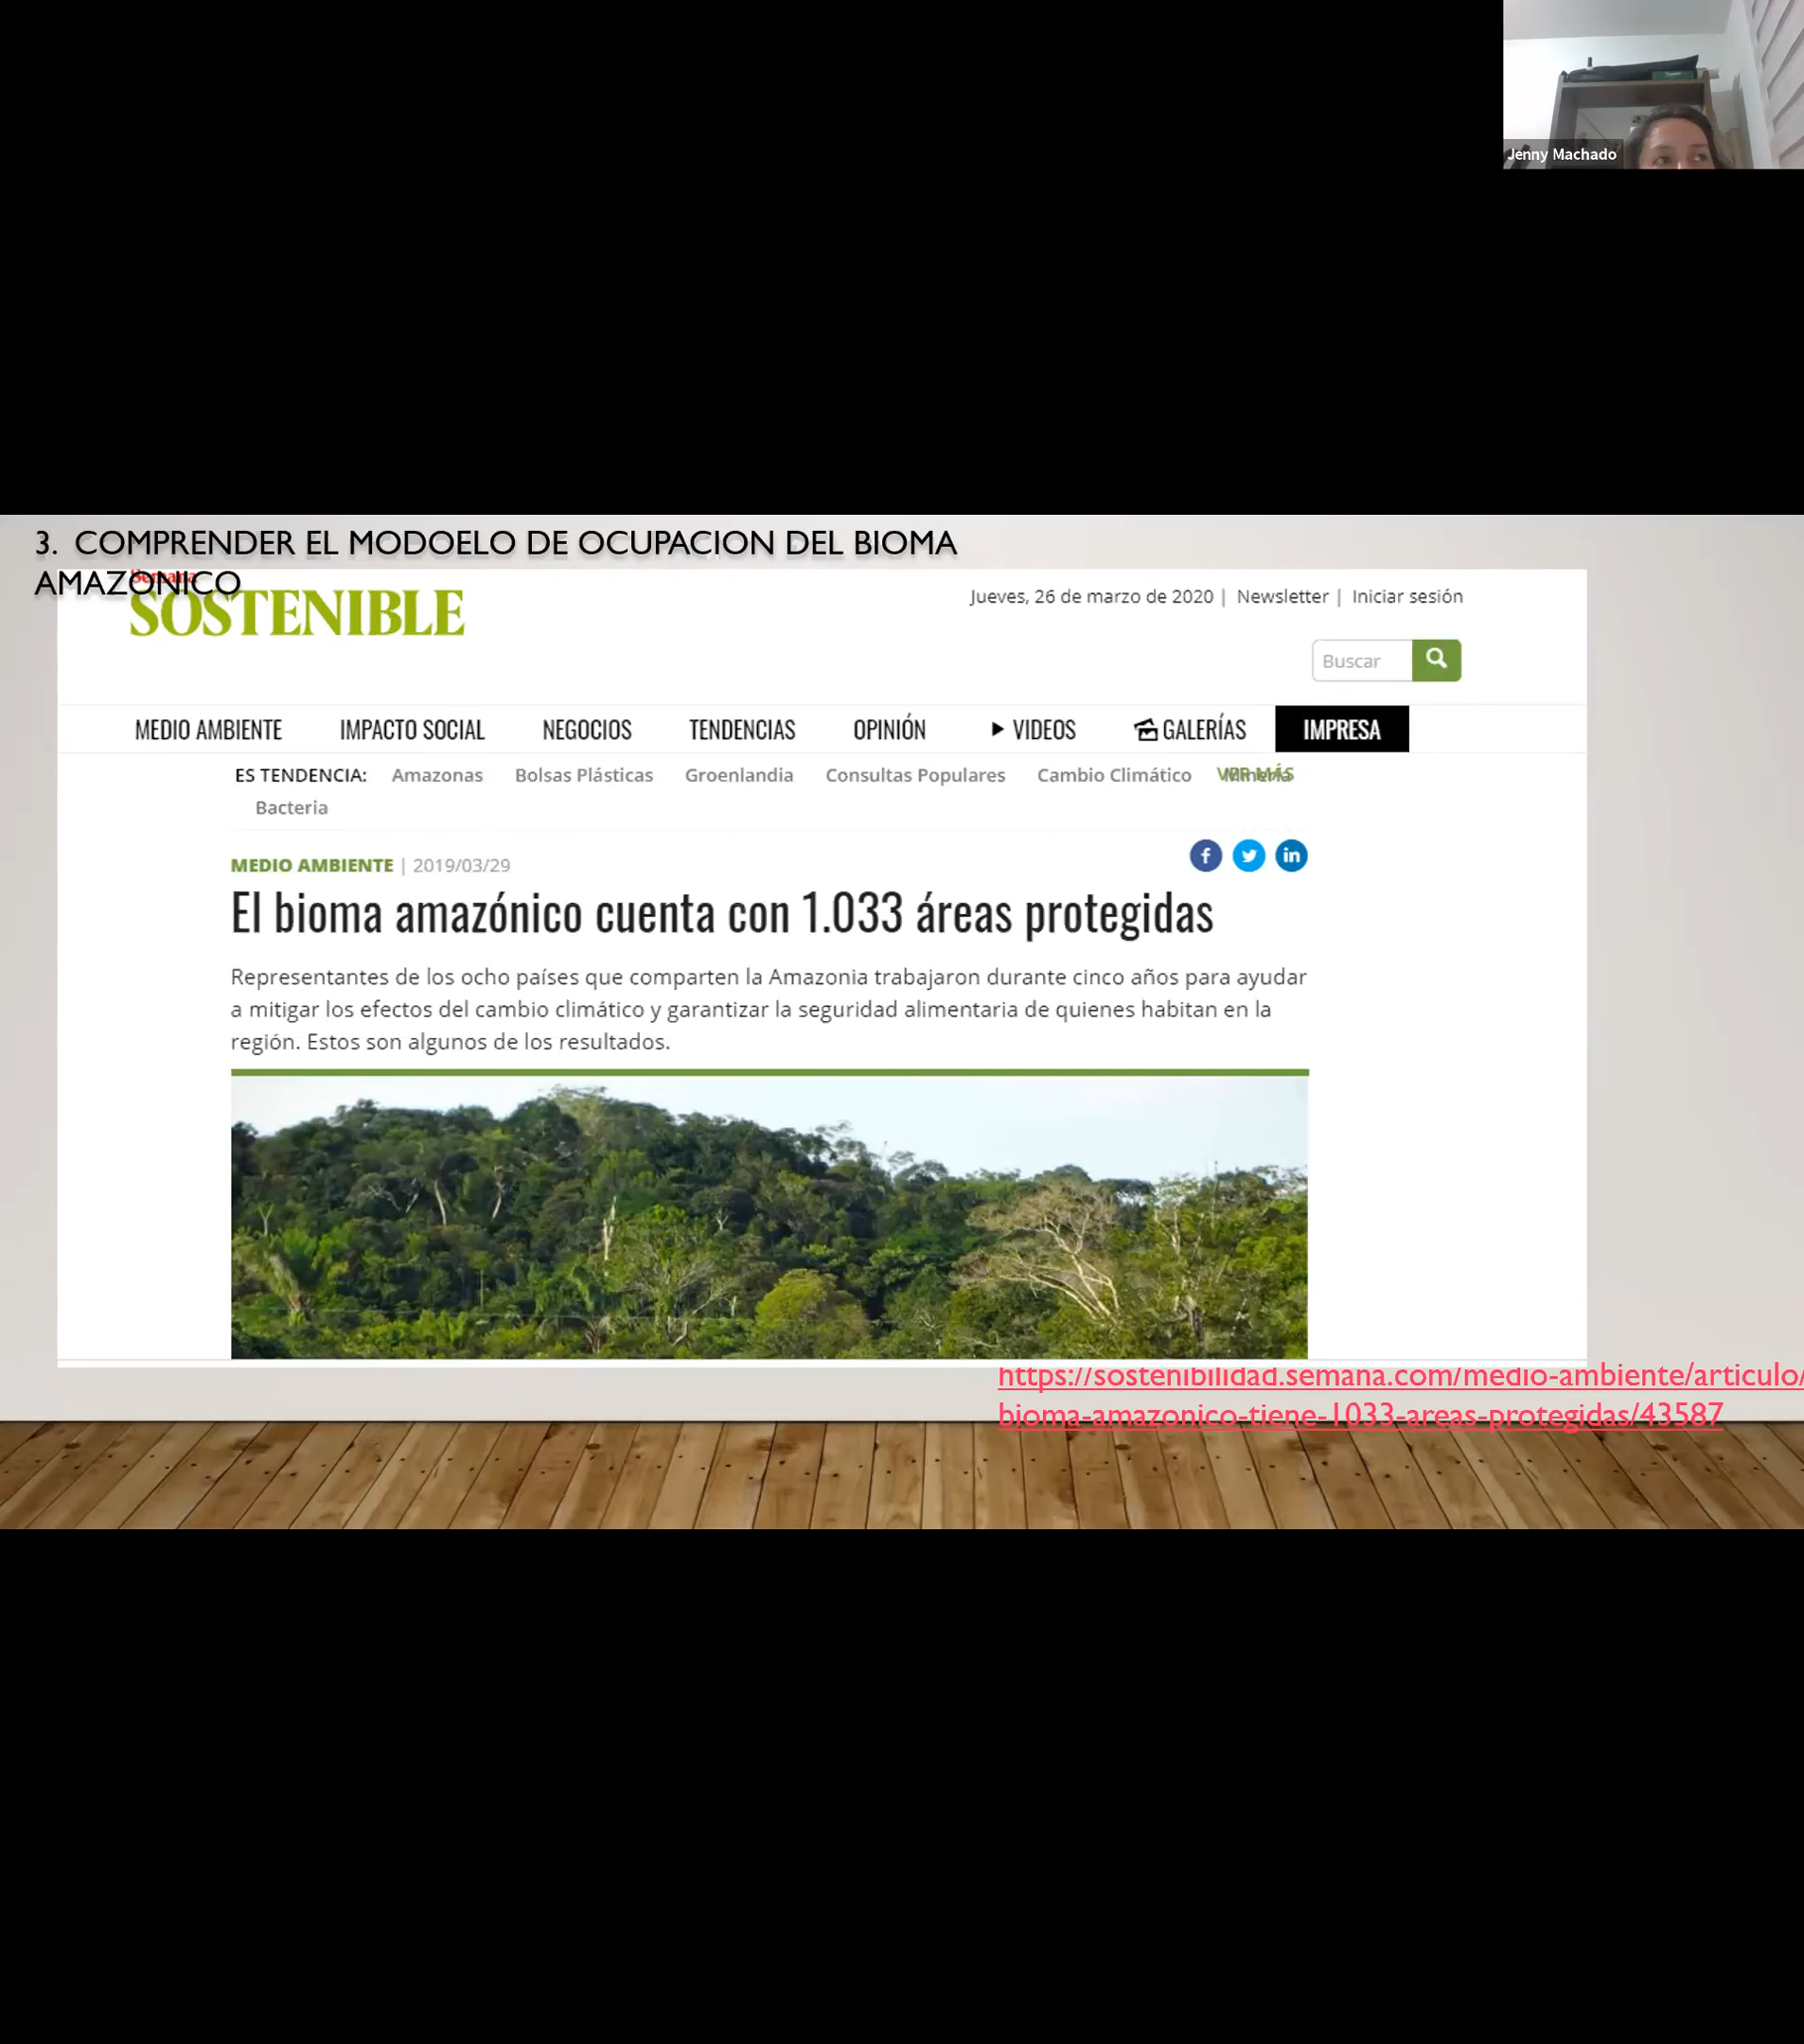 Jenny Machado
3. COMPRENDER EL MODOELO DE OCUPACION DEL BIOMA
AMAZONICO
Semana
SOSTENIBLE
Jueves, 26 de marzo de 2020 | Newsletter | Iniciar sesión
Buscar
MEDIO AMBIENTE IMPACTO SOCIAL NEGOCIOS TENDENCIAS OPINIÓN VIDEOS GALERÍAS IMPRESA
ES TENDENCIA: Amazonas Bolsas Plásticas Groenlandia Consultas Populares Cambio Climático Minería VER MÁS
Bacteria
MEDIO AMBIENTE | 2019/03/29
El bioma amazónico cuenta con 1.033 áreas protegidas
Representantes de los ocho países que comparten la Amazonia trabajaron durante cinco años para ayudar
a mitigar los efectos del cambio climático y garantizar la seguridad alimentaria de quienes habitan en la
región. Estos son algunos de los resultados.
https://sostenibilidad.semana.com/medio-ambiente/articulo/
bioma-amazonico-tiene-1033-areas-protegidas/43587